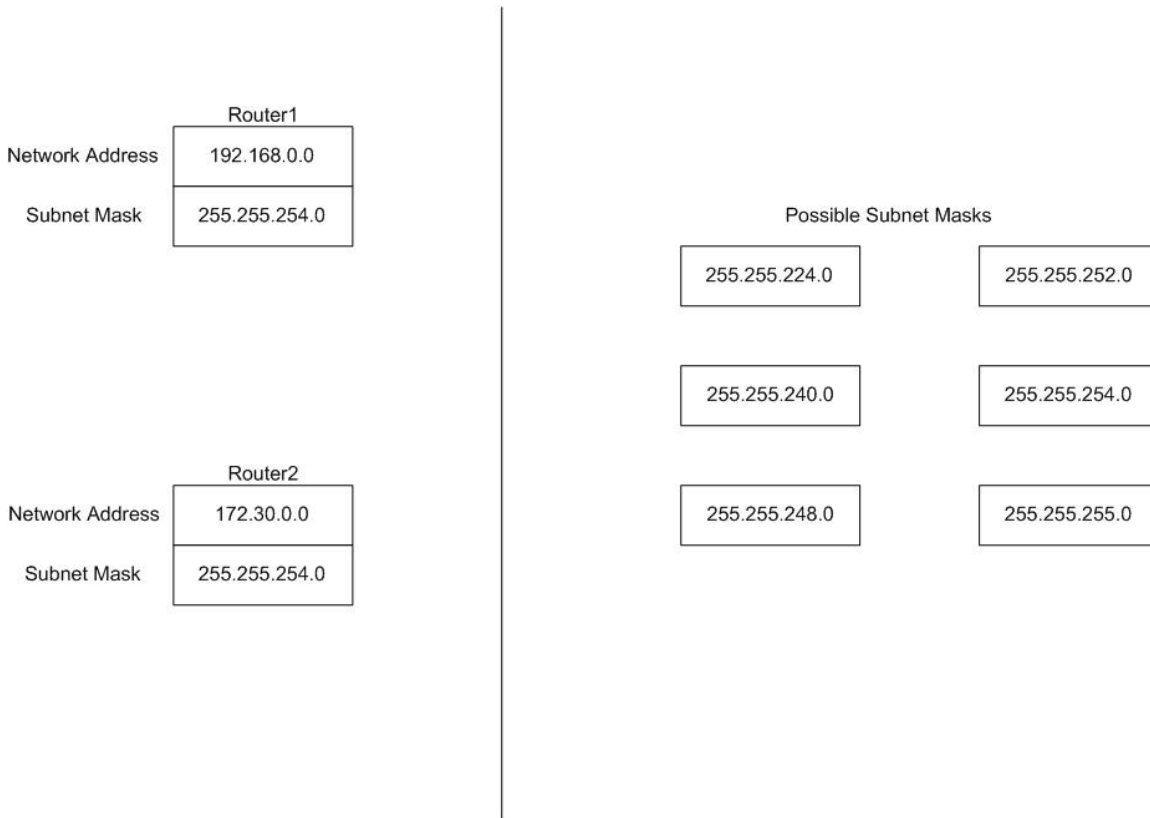 Router1
Network Address 192.168.0.0
Subnet Mask 255.255.254.0
Router2
Network Address 172.30.0.0
Subnet Mask 255.255.254.0
Possible Subnet Masks
255.255.224.0 255.255.252.0
255.255.240.0 255.255.254.0
255.255.248.0 255.255.255.0